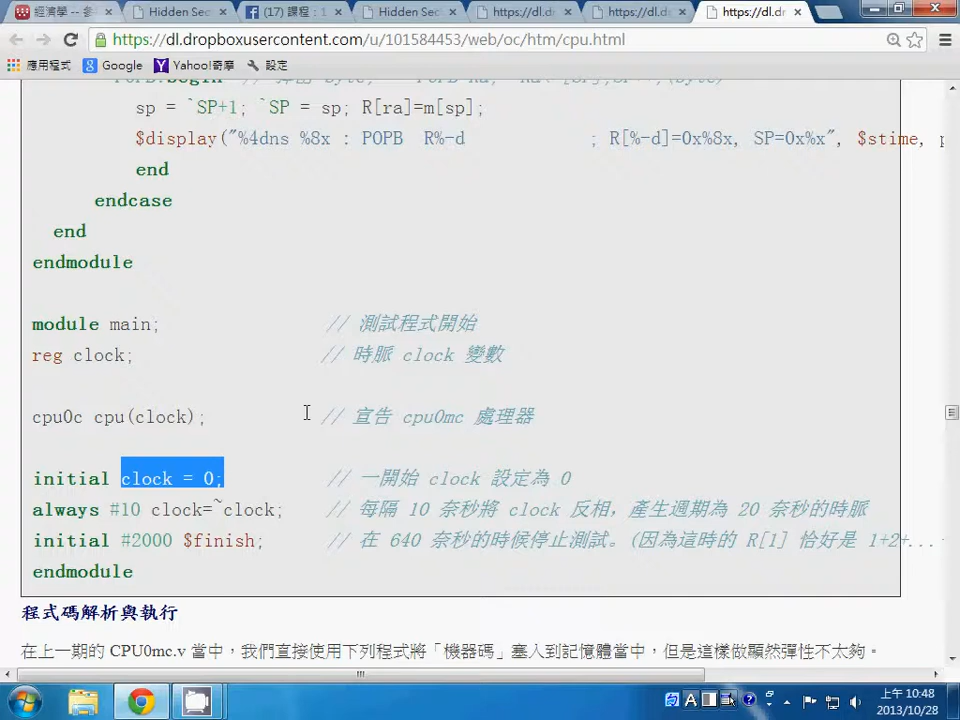 經濟學 -- 多
Hidden Sec
(17) 課程：1
Hidden Sec
https://dl.d
https://dl.d
https://dl.d
https://dl.dropboxusercontent.com/u/101584453/web/oc/htm/cpu.html
應用程式 Google Yahoo!奇摩 設定
sp = `SP+1; `SP = sp; R[ra]=m[sp];
$display("%4dns %8x : POPB R%-d ; R[%-d]=0x%8x, SP=0x%x", $stime, p
end
endcase
end
endmodule
module main; // 測試程式開始
reg clock; // 時脈 clock 變數
cpu0c cpu(clock); // 宣告 cpu0mc 處理器
initial clock = 0; // 一開始 clock 設定為 0
always #10 clock=~clock; // 每隔 10 奈秒將 clock 反相，產生週期為 20 奈秒的時脈
initial #2000 $finish; // 在 640 奈秒的時候停止測試。(因為這時的 R[1] 恰好是 1+2+...
endmodule
程式碼解析與執行
在上一期的 CPU0mc.v 當中，我們直接使用下列程式將「機器碼」塞入到記憶體當中，但是這樣做顯然彈性不太夠。
上午 10:48
2013/10/28